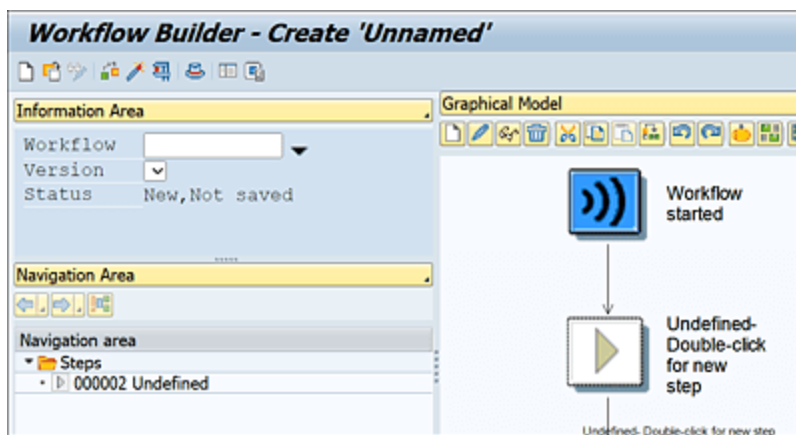 Workflow Builder - Create 'Unnamed'
Information Area
Workflow
Version
Status New,Not saved
Navigation Area
Navigation area
Steps
000002 Undefined
Graphical Model
Workflow
started
Undefined-
Double-click
for new
step
Undefined- Double-click for new step